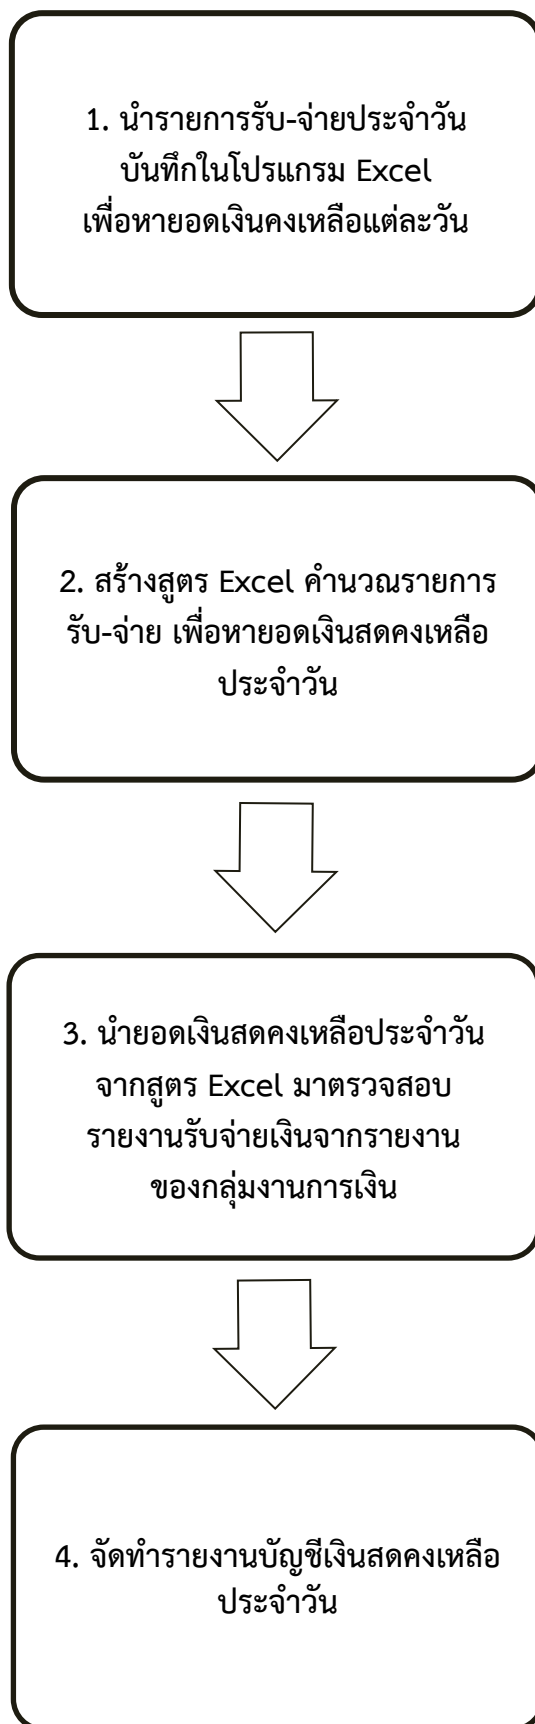 1. นำรายการรับ-จ่ายประจำวัน
บันทึกในโปรแกรม Excel
เพื่อหายอดเงินคงเหลือแต่ละวัน
2. สร้างสูตร Excel คำนวณรายการ
รับ-จ่าย เพื่อหายอดเงินสดคงเหลือ
ประจำวัน
3. นำยอดเงินสดคงเหลือประจำวัน
จากสูตร Excel มาตรวจสอบ
รายงานรับจ่ายเงินจากรายงาน
ของกลุ่มงานการเงิน
4. จัดทำรายงานบัญชีเงินสดคงเหลือ
ประจำวัน